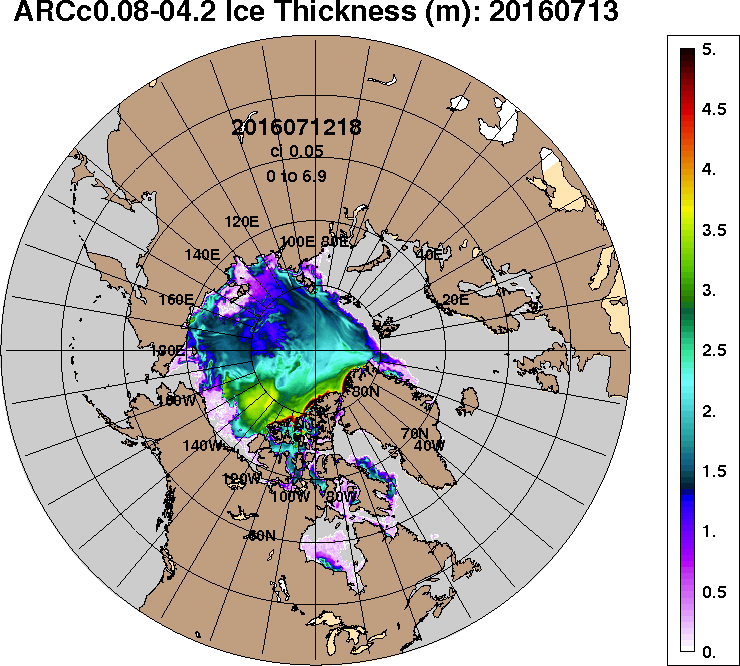 ARCc0.08-04.2 Ice Thickness (m): 20160713
2016071218
ci 0.05
0 to 6.9
120E
100E 80E
140E
40E
160E
20E
180E
160W
80N
140W
70N
40W
120W
100W
80W
60N
5.
4.5
4.
3.5
3.
2.5
2.
1.5
1.
0.5
0.